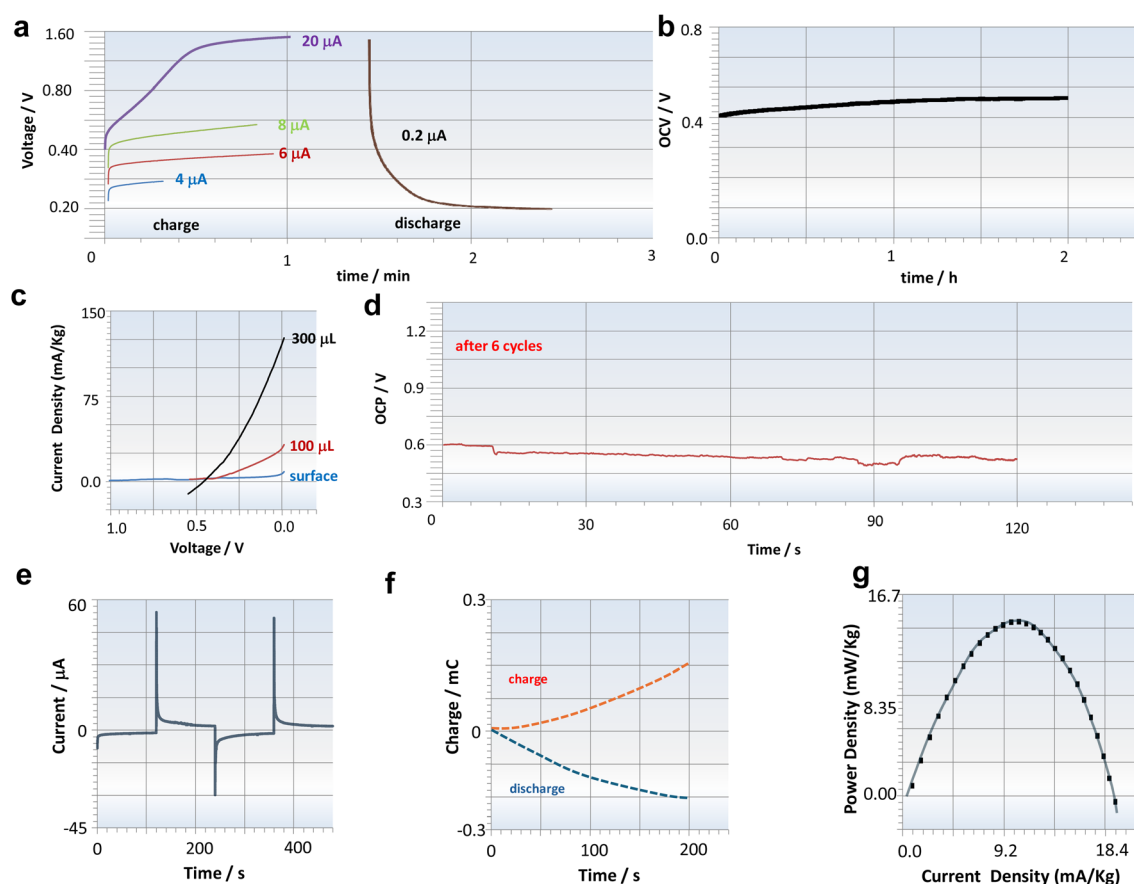 a
1.60
0.80
0.40
0.20
Voltage / V
20 µA
8 µA
6 µA
4 µA
0.2 µA
charge
discharge
0
1
2
3
time / min
b
0.8
0.4
0.0
OCV / V
0
1
2
time / h
c
150
75
0.0
Current Density (mA/Kg)
300 µL
100 µL
surface
1.0
0.5
0.0
Voltage / V
d
1.2
0.9
0.6
0.3
OCP / V
after 6 cycles
0
30
60
90
120
Time / s
e
60
0
-45
Current / µA
0
200
400
Time / s
f
0.3
0
-0.3
Charge / mC
charge
discharge
0
100
200
Time / s
g
16.7
8.35
0.00
Power Density (mW/Kg)
0.0
9.2
18.4
Current Density (mA/Kg)